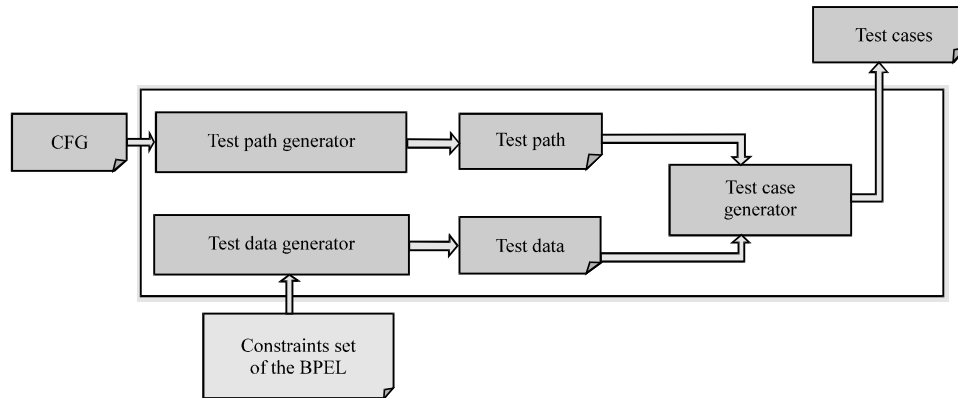 Test cases
CFG
Test path generator
Test path
Test case
generator
Test data generator
Test data
Constraints set
of the BPEL